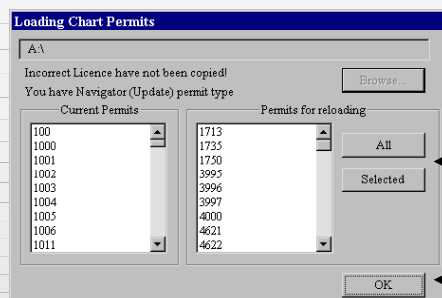 Loading Chart Permits
A:\
Incorrect Licence have not been copied!
You have Navigator (Update) permit type
Browse...
Current Permits
100
1000
1001
1002
1003
1004
1005
1006
1011
Permits for reloading
1713
1735
1750
3995
3996
3997
4000
4621
4622
All
Selected
OK